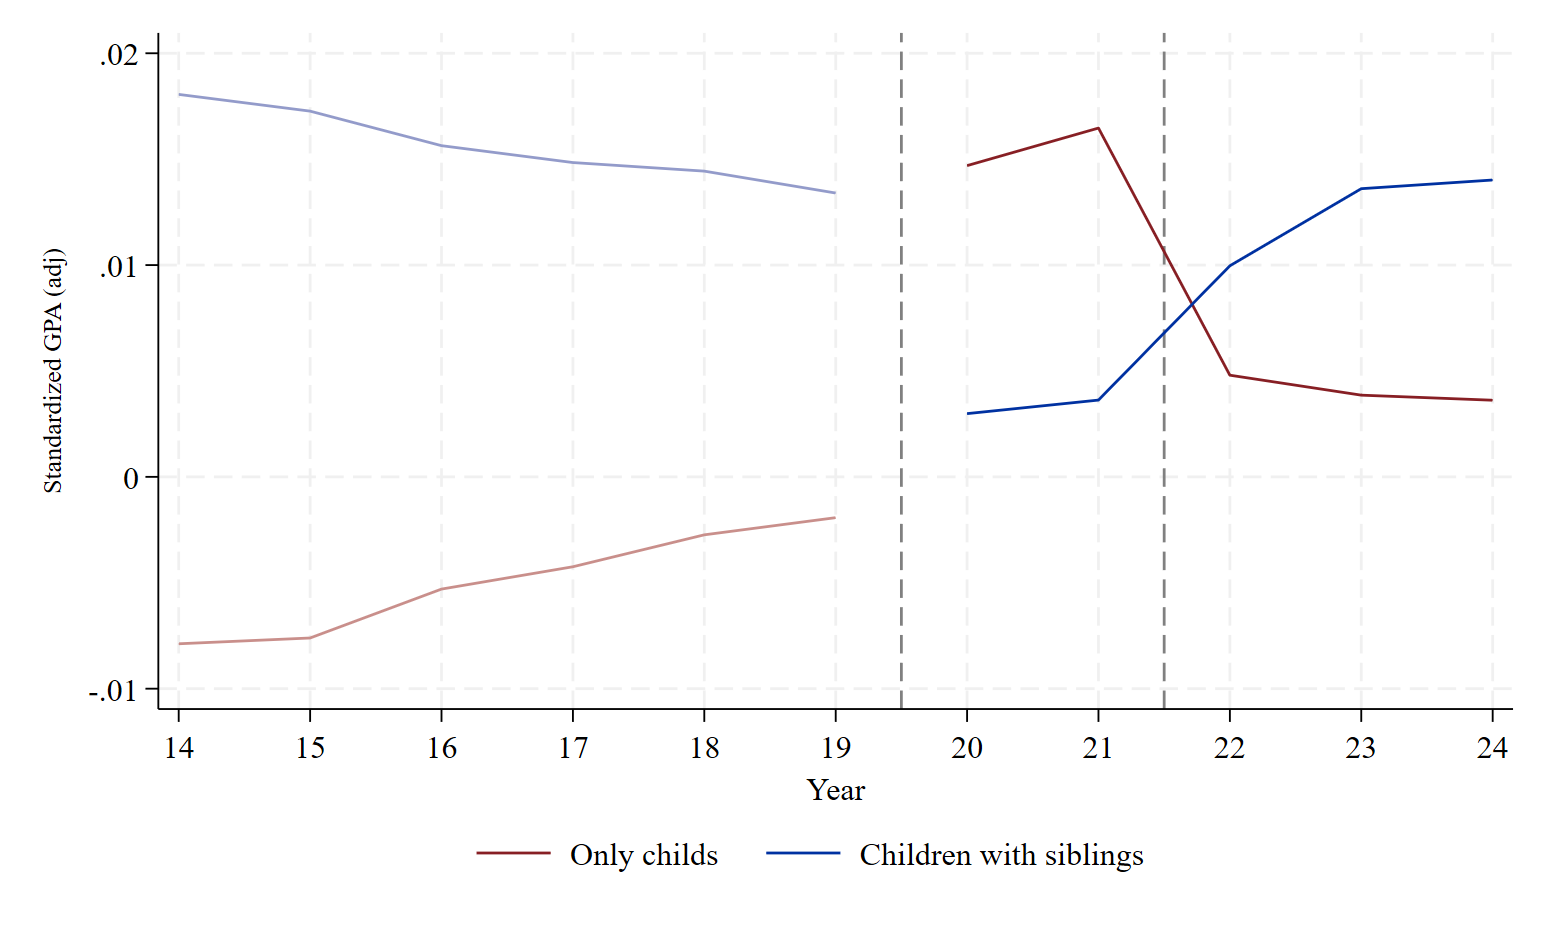 Standardized GPA (adj)
.02
.01
0
-.01
14 15 16 17 18 19 20 21 22 23 24
Year
Only childs Children with siblings